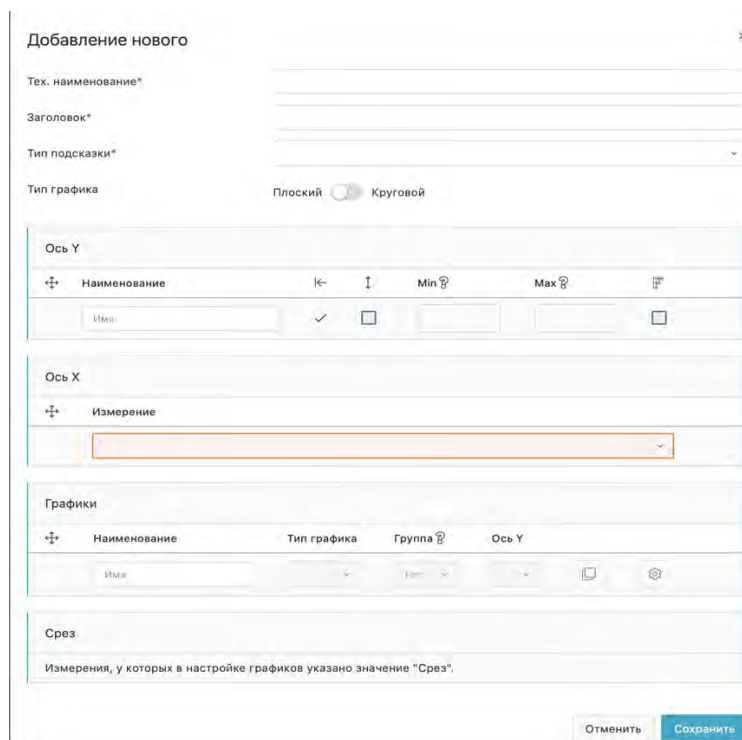 Добавление нового
Тех. наименование*
Заголовок*
Тип подсказки*
Тип графика Плоский Круговой
Ось Y
Наименование Min Max
Имя
Ось X
Измерение
Графики
Наименование Тип графика Группа Ось Y
Имя
Срез
Измерения, у которых в настройке графиков указано значение "Срез".
Отменить Сохранить